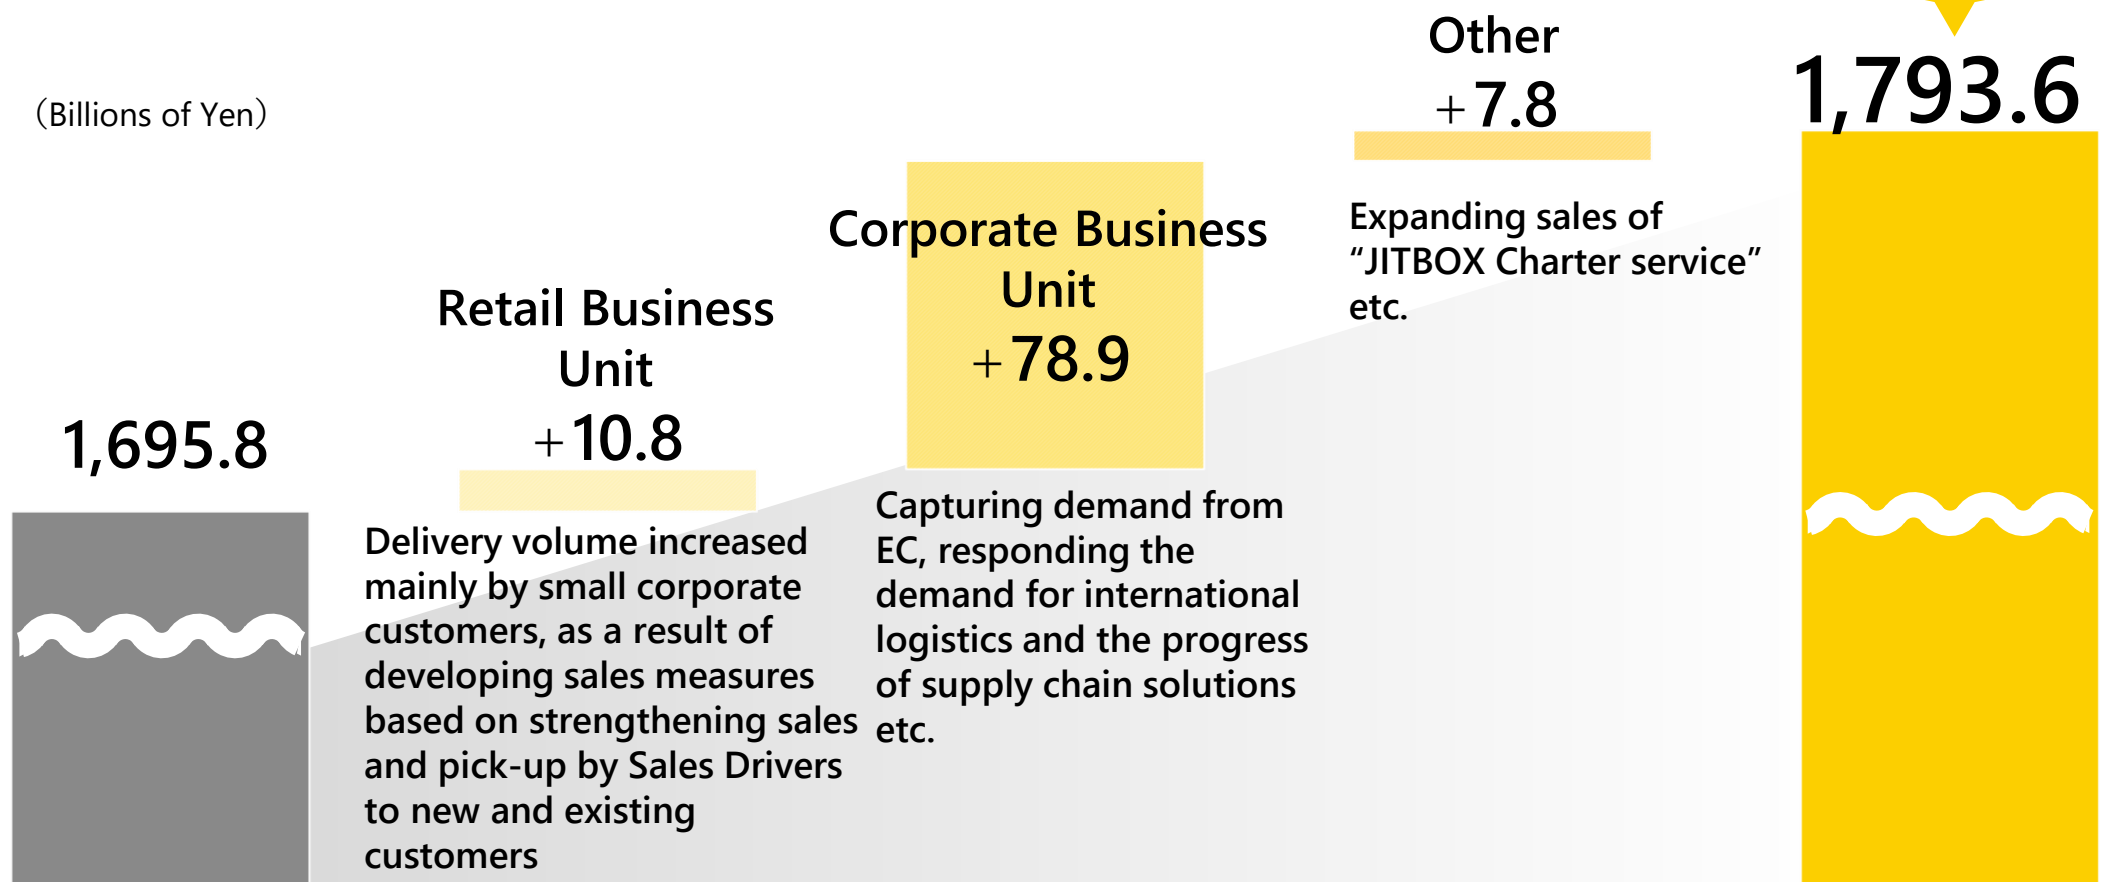 （Billions of Yen）
1,695.8
Retail Business
Unit
+10.8
Delivery volume increased
mainly by small corporate
customers, as a result of
developing sales measures
based on strengthening sales
and pick-up by Sales Drivers
to new and existing
customers
Corporate Business
Unit
+78.9
Capturing demand from
EC, responding the
demand for international
logistics and the progress
of supply chain solutions
etc.
Other
+7.8
Expanding sales of
“JITBOX Charter service”
etc.
1,793.6